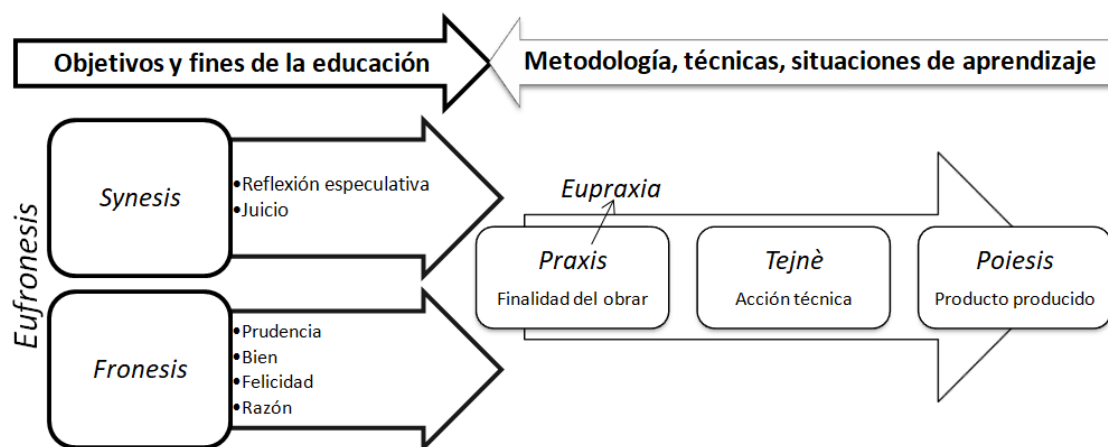 Objetivos y fines de la educación
Metodología, técnicas, situaciones de aprendizaje
Eufronesis
Synesis
•Reflexión especulativa
•Juicio
Fronesis
•Prudencia
•Bien
•Felicidad
•Razón
Eupraxia
Praxis
Finalidad del obrar
Tejnè
Acción técnica
Poiesis
Producto producido